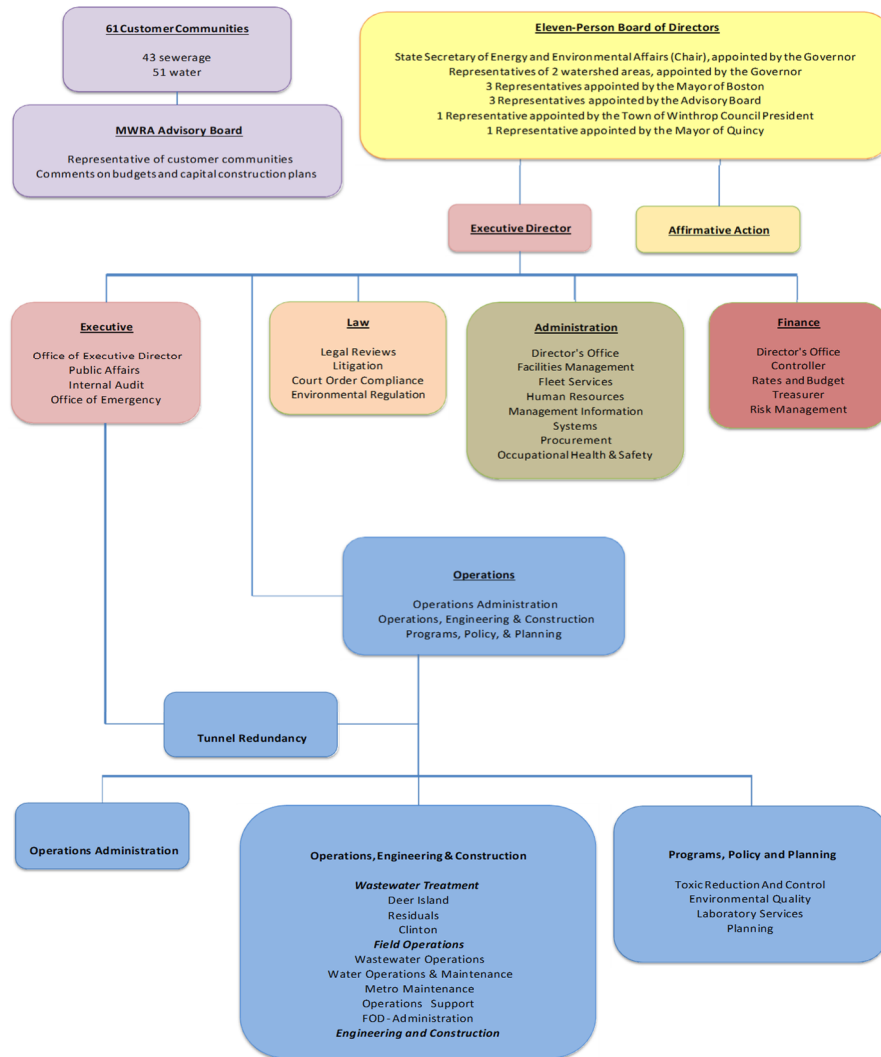 61 Customer Communities
43 sewerage
51 water
MWRA Advisory Board
Representative of customer communities
Comments on budgets and capital construction plans
Eleven-Person Board of Directors
State Secretary of Energy and Environmental Affairs (Chair), appointed by the Governor
Representatives of 2 watershed areas, appointed by the Governor
3 Representatives appointed by the Mayor of Boston
3 Representatives appointed by the Advisory Board
1 Representative appointed by the Town of Winthrop Council President
1 Representative appointed by the Mayor of Quincy
Executive Director
Affirmative Action
Executive
Office of Executive Director
Public Affairs
Internal Audit
Office of Emergency
Law
Legal Reviews
Litigation
Court Order Compliance
Environmental Regulation
Administration
Director's Office
Facilities Management
Fleet Services
Human Resources
Management Information
Systems
Procurement
Occupational Health & Safety
Finance
Director's Office
Controller
Rates and Budget
Treasurer
Risk Management
Operations
Operations Administration
Operations, Engineering & Construction
Programs, Policy, & Planning
Tunnel Redundancy
Operations Administration
Operations, Engineering & Construction
Wastewater Treatment
Deer Island
Residuals
Clinton
Field Operations
Wastewater Operations
Water Operations & Maintenance
Metro Maintenance
Operations Support
FOD - Administration
Engineering and Construction
Programs, Policy and Planning
Toxic Reduction And Control
Environmental Quality
Laboratory Services
Planning